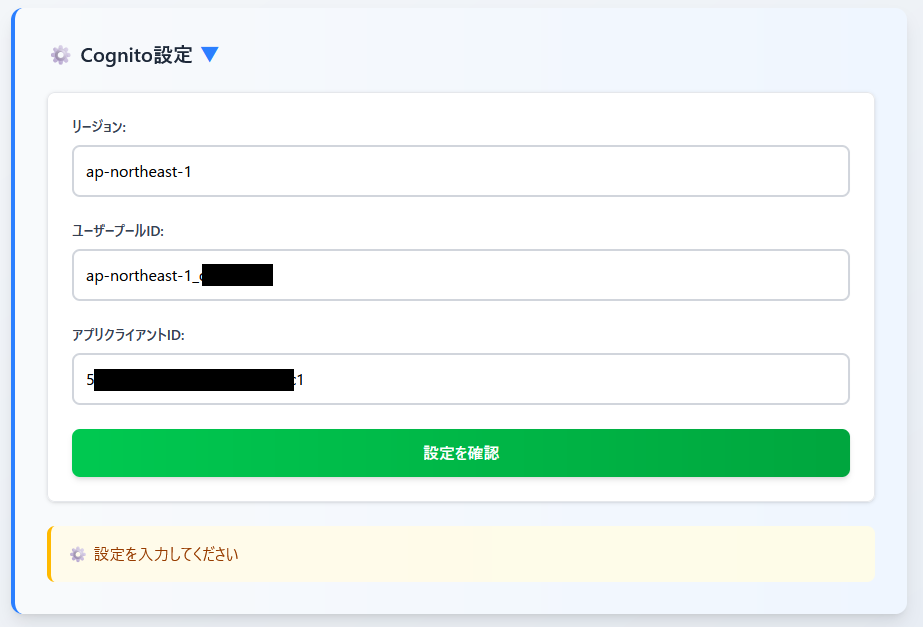 Cognito設定 ▼
リージョン:
ap-northeast-1
ユーザープールID:
ap-northeast-1_
アプリクライアントID:
5 c1
設定を確認
設定を入力してください